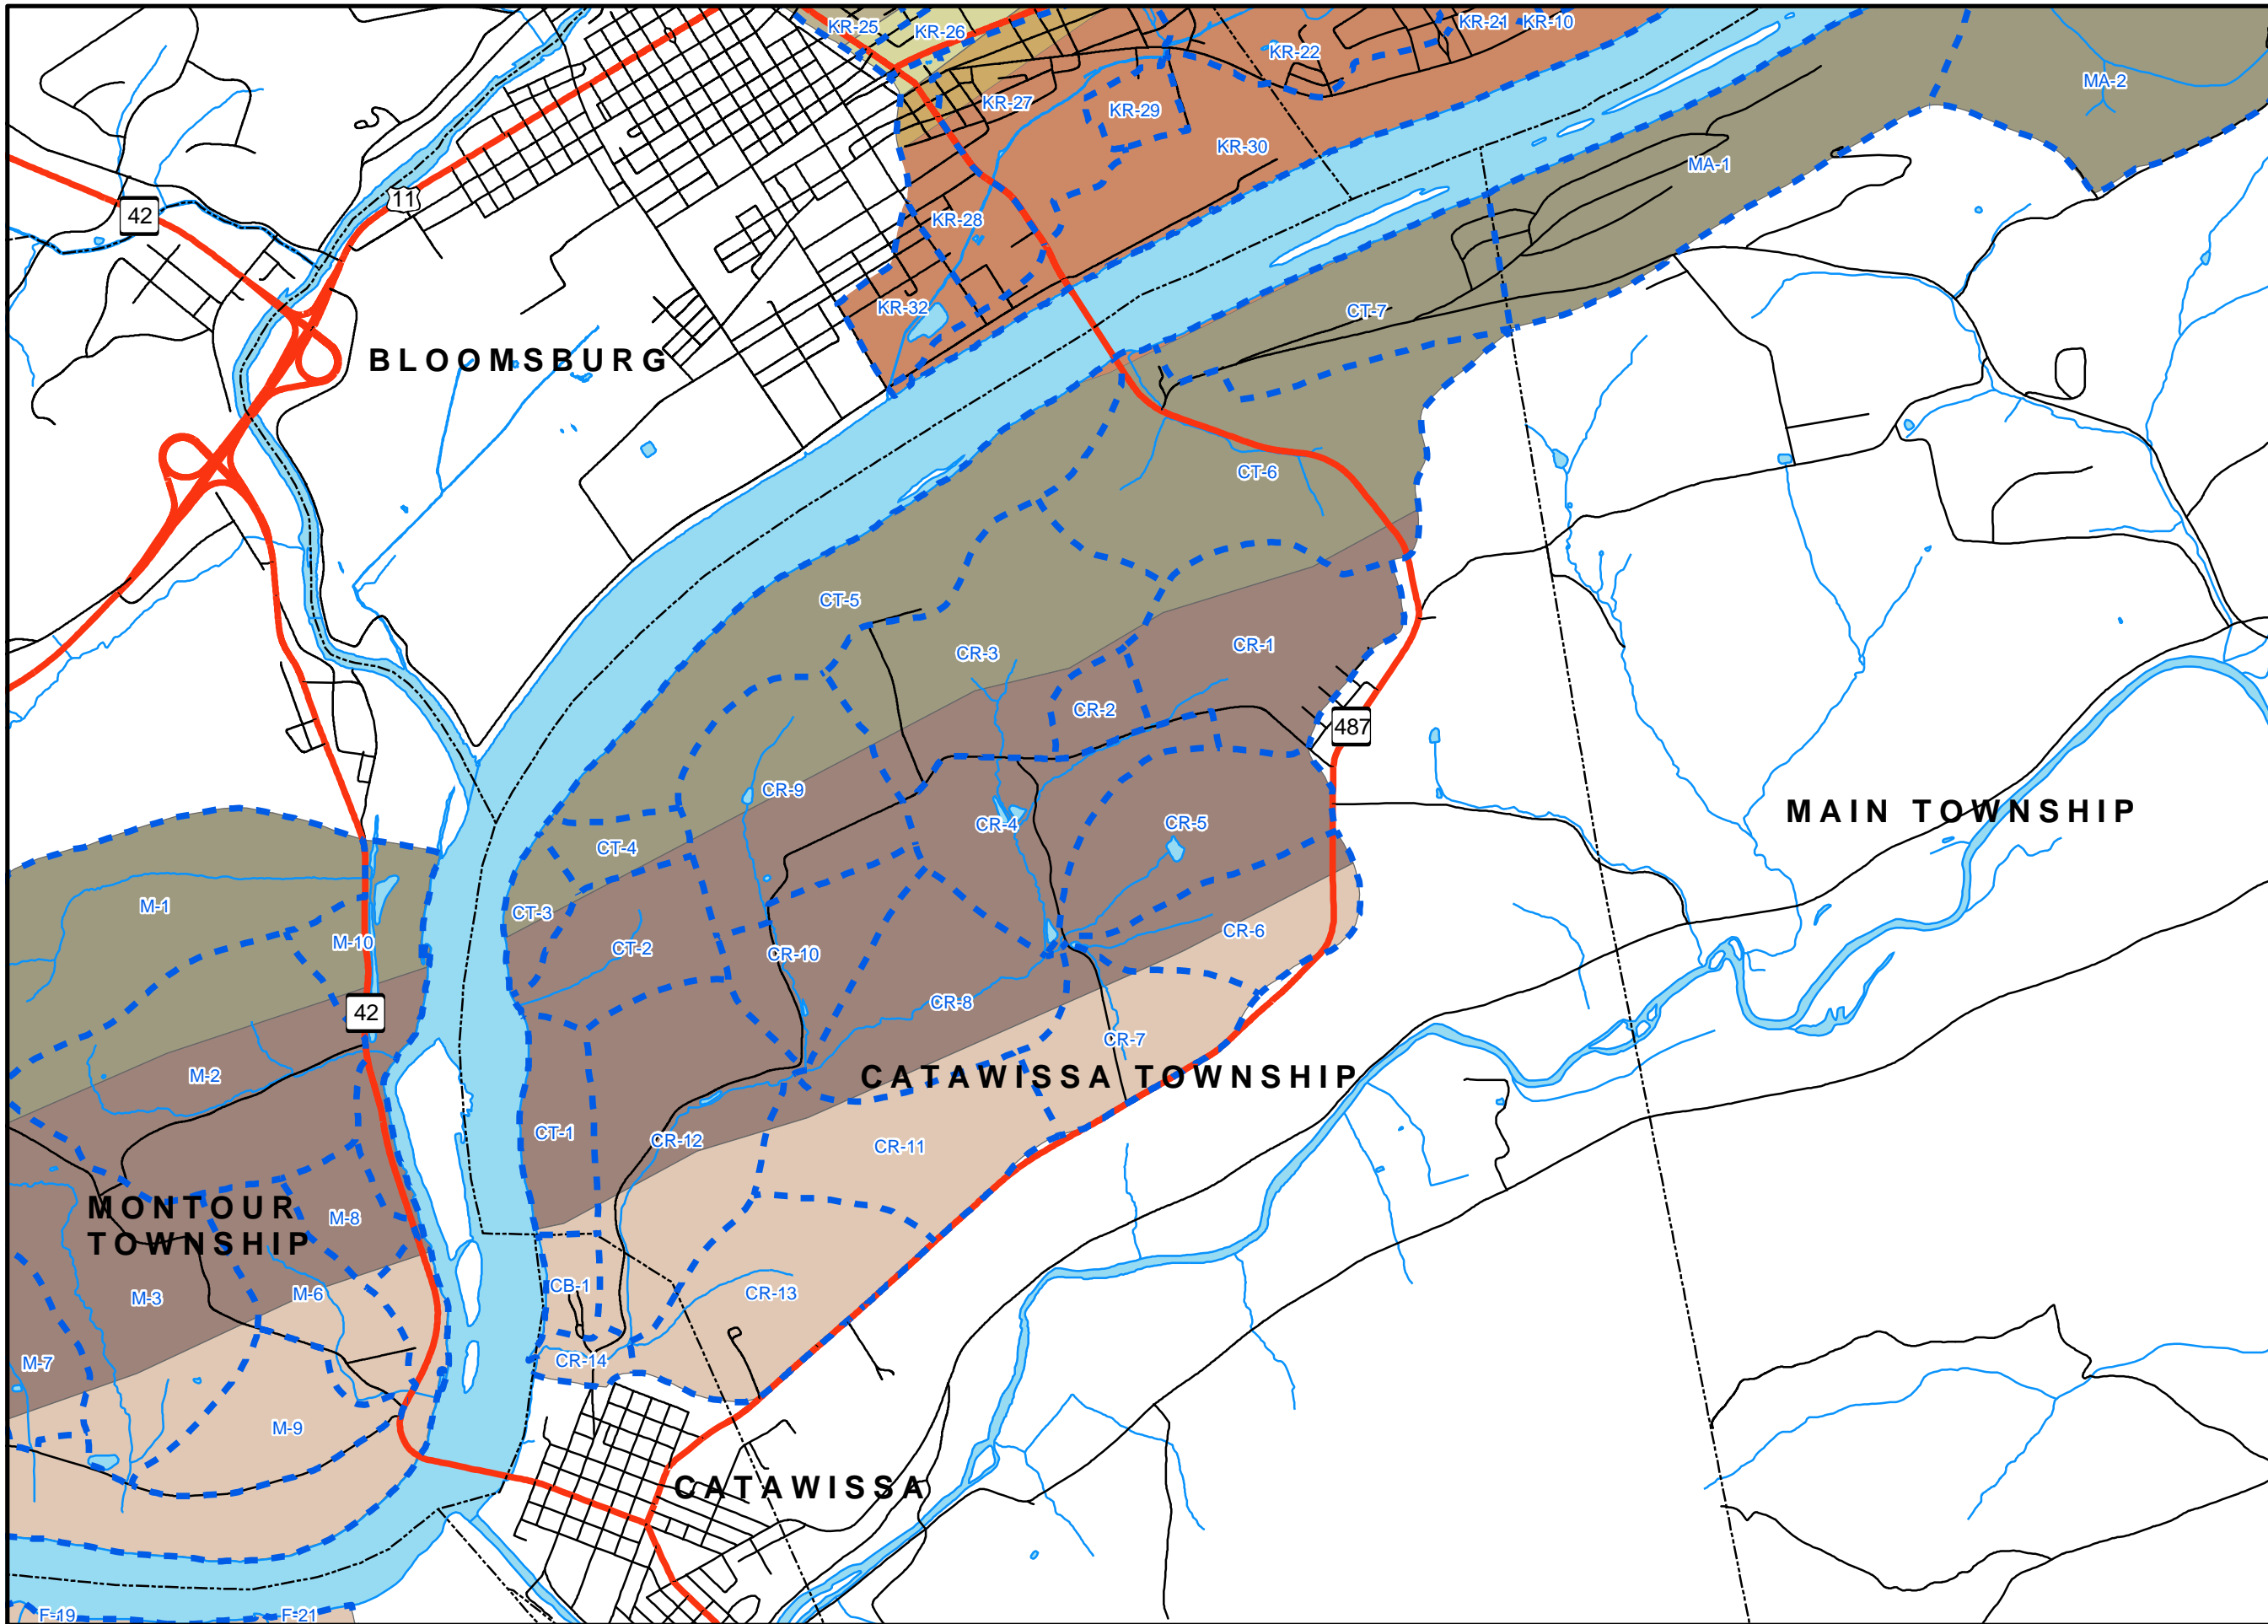 KR-25
KR-26
KR-21
KR-10
KR-22
MA-2
KR-27
KR-29
KR-30
MA-1
11
42
KR-28
KR-32
CT-7
BLOOMSBURG
CT-6
CT-5
CR-3
CR-1
CR-2
487
CR-9
MAIN TOWNSHIP
CR-4
CR-5
CT-4
M-1
CT-3
M-10
CT-2
CR-10
CR-6
CR-8
42
CR-7
M-2
CATAWISSA TOWNSHIP
CT-1
CR-12
CR-11
MONTOUR
TOWNSHIP
M-8
M-3
M-6
CB-1
CR-13
M-7
CR-14
M-9
CATAWISSA
F-19
F-21